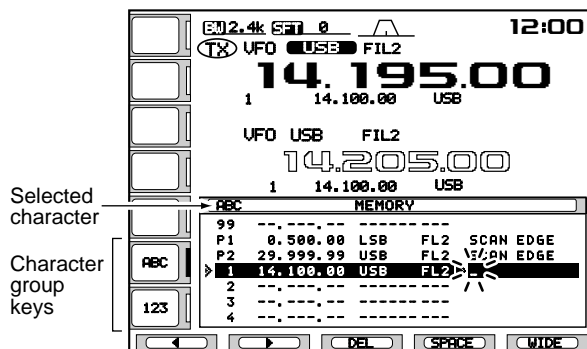 BW 2.4k SFT 0 12:00
TX VFO USB FIL2
14.195.00
1 14.100.00 USB
VFO USB FIL2
14.205.00
1 14.100.00 USB
Selected character
ABC MEMORY
99 --.---.-- ------ ---
P1 0.500.00 LSB FL2 SCAN EDGE
P2 29.999.99 USB FL2 SCAN EDGE
1 14.100.00 USB FL2
2 --.---.-- ------ ---
3 --.---.-- ------ ---
4 --.---.-- ------ ---
Character group keys
ABC
123
DEL SPACE WIDE